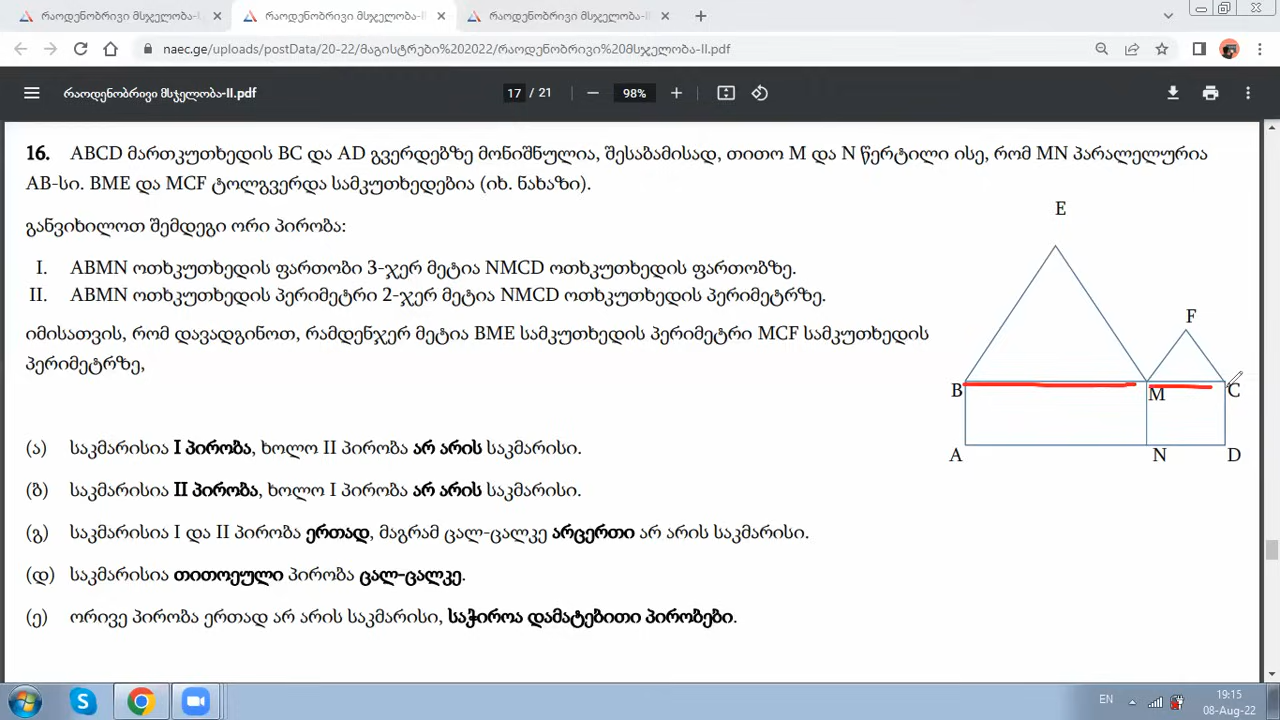 რაოდენობრივი მსჯელობა-I
რაოდენობრივი მსჯელობა-II
რაოდენობრივი მსჯელობა-II
naec.ge/uploads/postData/20-22/მაგისტრები%202022/რაოდენობრივი%20მსჯელობა-II.pdf
რაოდენობრივი მსჯელობა-II.pdf
17 / 21
98%
16. ABCD მართკუთხედის BC და AD გვერდებზე მონიშნულია, შესაბამისად, თითო M და N წერტილი ისე, რომ MN პარალელურია
AB-სი. BME და MCF ტოლგვერდა სამკუთხედებია (იხ. ნახაზი).
განვიხილოთ შემდეგი ორი პირობა:
I. ABMN ოთხკუთხედის ფართობი 3-ჯერ მეტია NMCD ოთხკუთხედის ფართობზე.
II. ABMN ოთხკუთხედის პერიმეტრი 2-ჯერ მეტია NMCD ოთხკუთხედის პერიმეტრზე.
იმისათვის, რომ დავადგინოთ, რამდენჯერ მეტია BME სამკუთხედის პერიმეტრი MCF სამკუთხედის
პერიმეტრზე,
E
F
B
M
C
A
N
D
(ა) საკმარისია I პირობა, ხოლო II პირობა არ არის საკმარისი.
(ბ) საკმარისია II პირობა, ხოლო I პირობა არ არის საკმარისი.
(გ) საკმარისია I და II პირობა ერთად, მაგრამ ცალ-ცალკე არცერთი არ არის საკმარისი.
(დ) საკმარისია თითოეული პირობა ცალ-ცალკე.
(ე) ორივე პირობა ერთად არ არის საკმარისი, საჭიროა დამატებითი პირობები.
EN
19:15
08-Aug-22